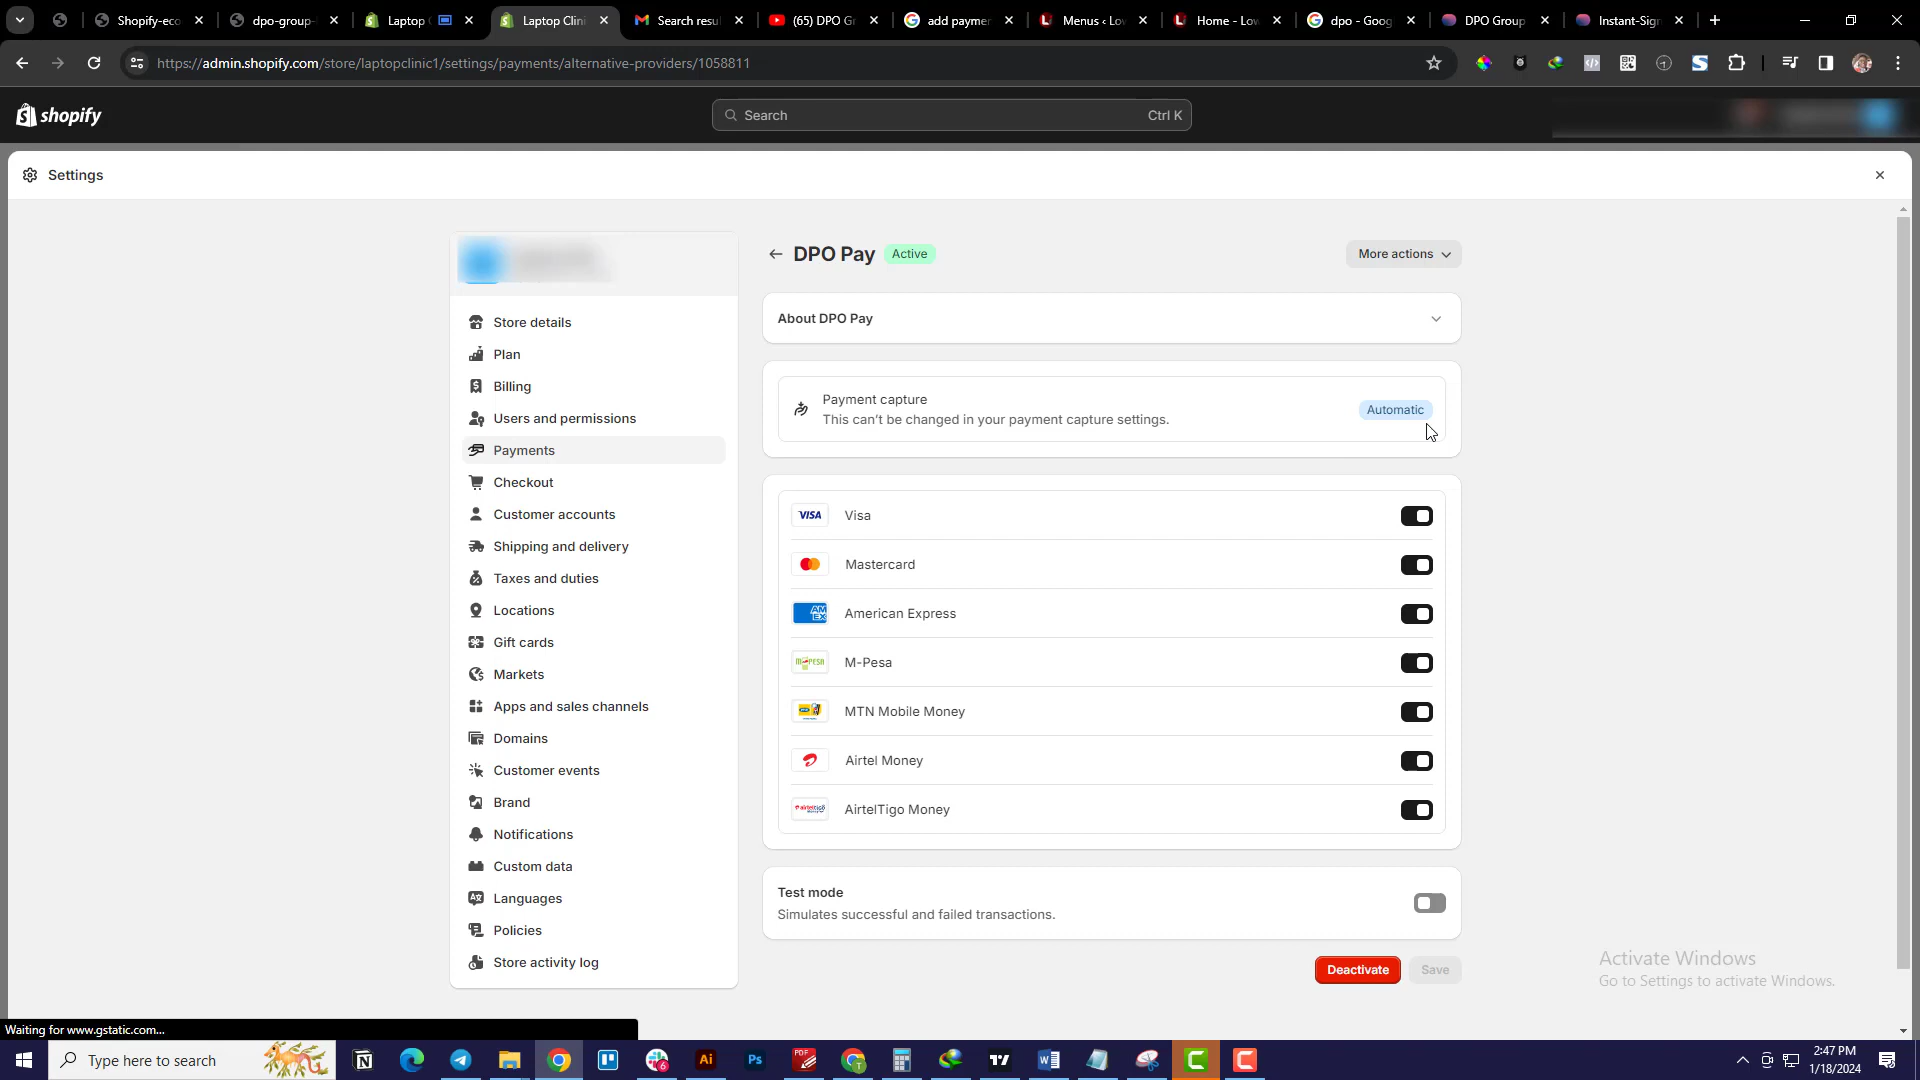 Shopify-eco
dpo-group-
Laptop C
Laptop Clini
Search resul
(65) DPO Gr
add paymen
Menus ‹ Lov
Home - Low
dpo - Goog
DPO Group
Instant-Sign
https://admin.shopify.com/store/laptopclinic1/settings/payments/alternative-providers/1058811
shopify
Search
Ctrl K
Settings
Store details
Plan
Billing
Users and permissions
Payments
Checkout
Customer accounts
Shipping and delivery
Taxes and duties
Locations
Gift cards
Markets
Apps and sales channels
Domains
Customer events
Brand
Notifications
Custom data
Languages
Policies
Store activity log
DPO Pay Active
More actions
About DPO Pay
Payment capture
This can't be changed in your payment capture settings.
Automatic
VISA Visa
Mastercard
AM EX American Express
M-Pesa
MTN Mobile Money
Airtel Money
AirtelTigo Money
Test mode
Simulates successful and failed transactions.
Deactivate
Save
Activate Windows
Go to Settings to activate Windows.
Waiting for www.gstatic.com...
Type here to search
2:47 PM
1/18/2024